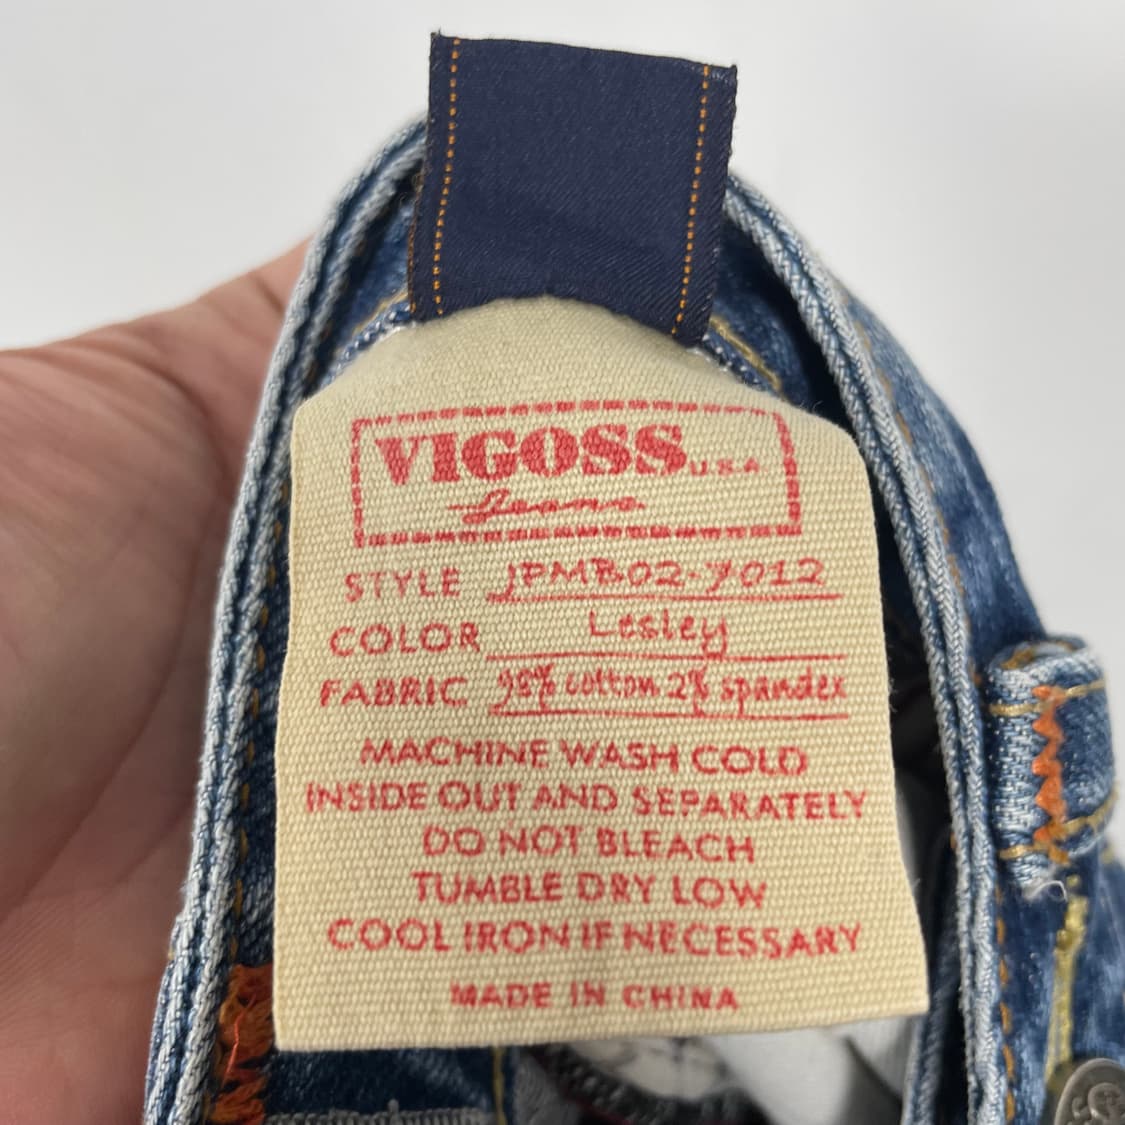 VIGOSS U.S.A
Jeans
STYLE JPMB02-7012
COLOR Lesley
FABRIC 98% cotton 2% spandex
MACHINE WASH COLD
INSIDE OUT AND SEPARATELY
DO NOT BLEACH
TUMBLE DRY LOW
COOL IRON IF NECESSARY
MADE IN CHINA